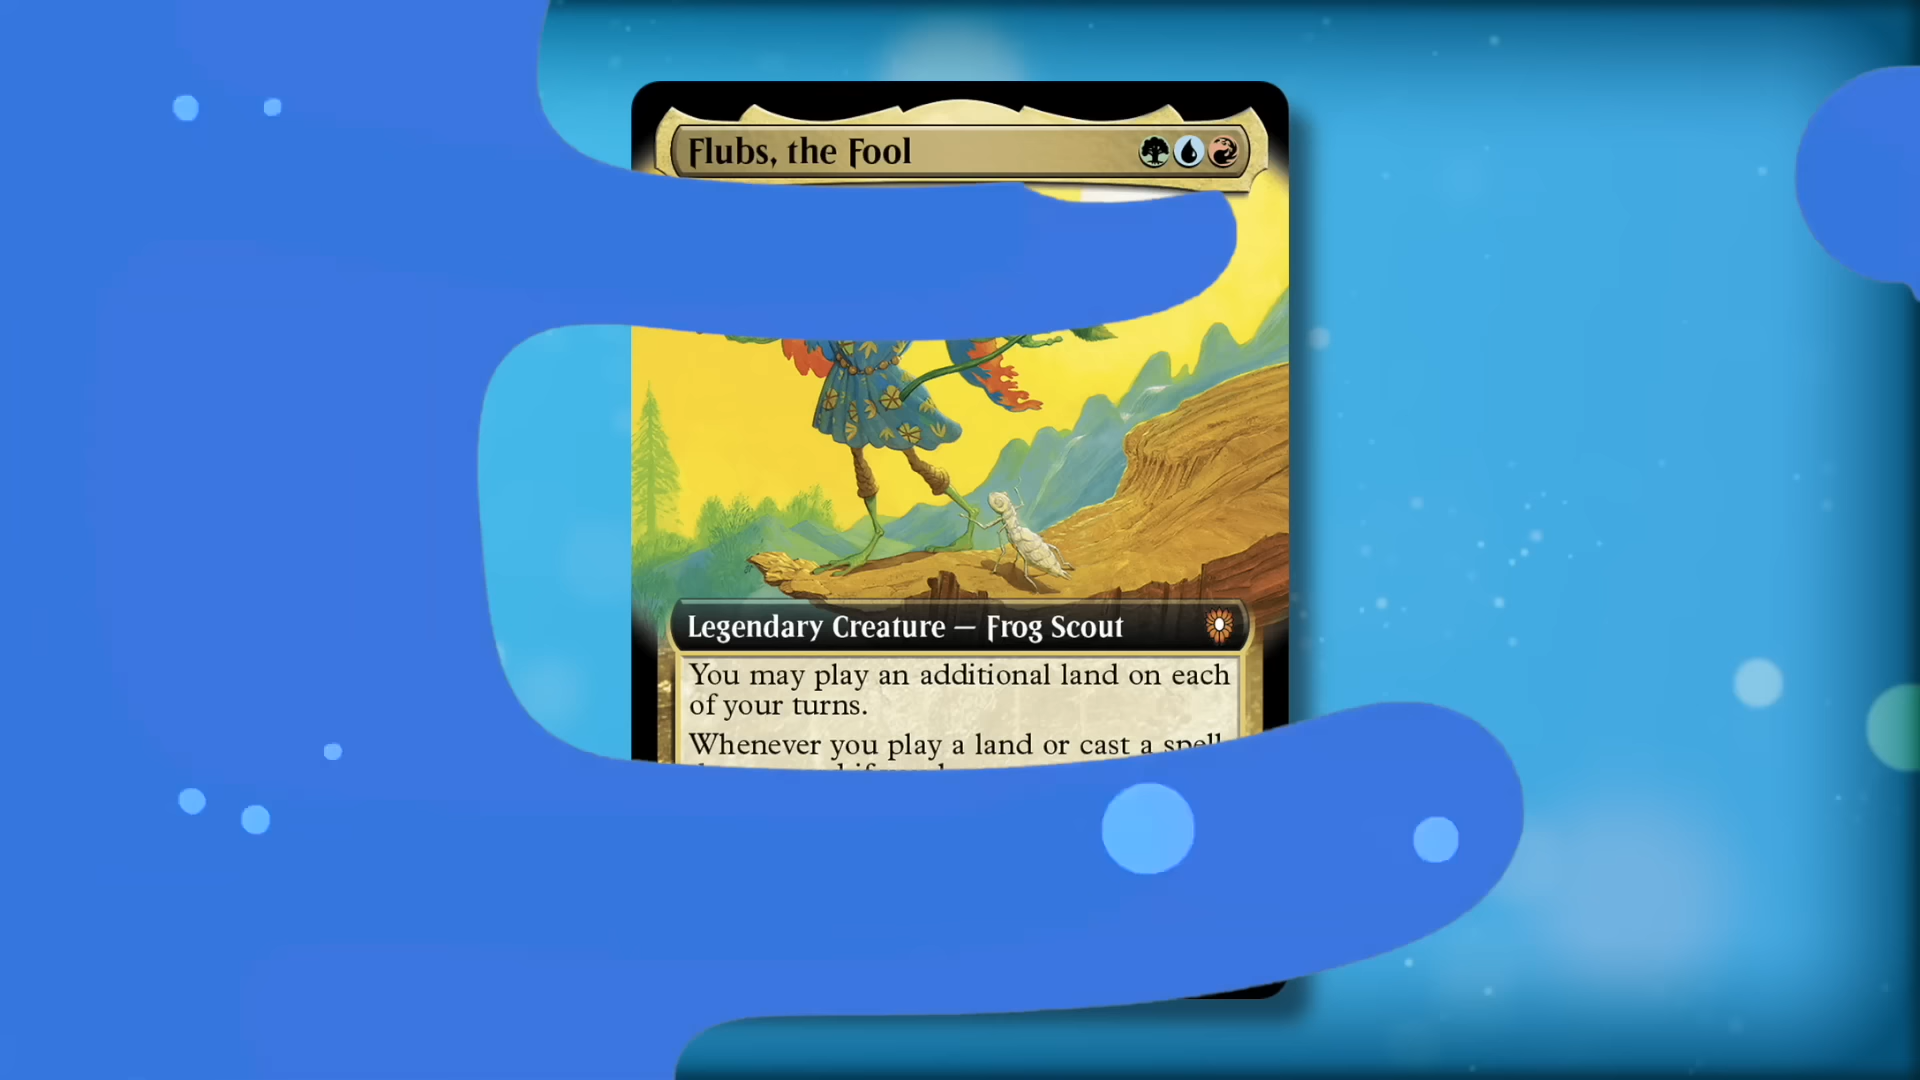 Flubs, the Fool
Legendary Creature — Frog Scout
You may play an additional land on each
of your turns.
Whenever you play a land or cast a spell,